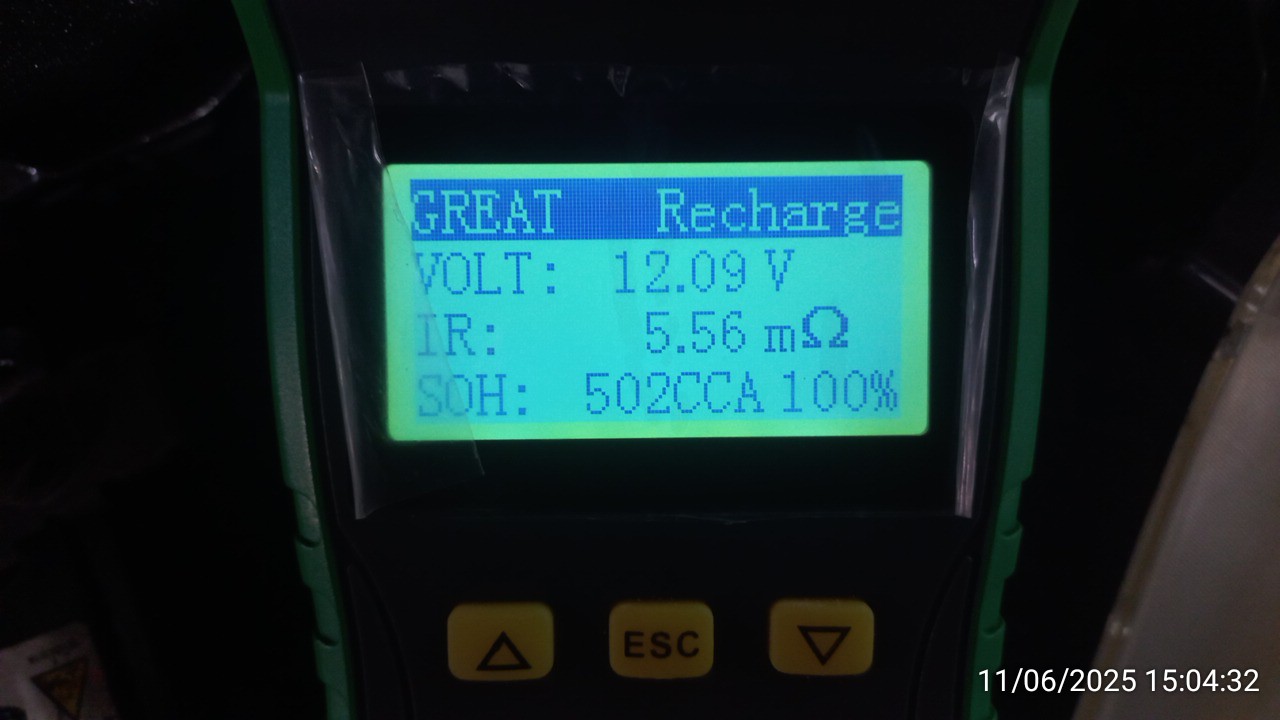 GREAT Recharge
VOLT: 12.09 V
IR: 5.56 mΩ
SOH: 502CCA 100%
ESC
11/06/2025 15:04:32